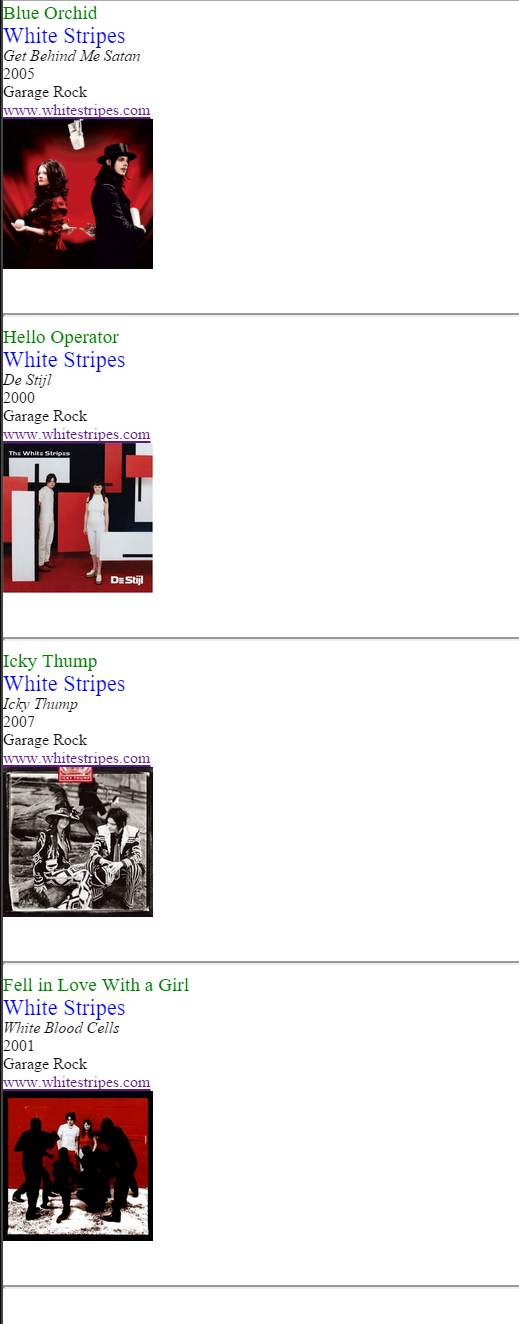 Blue Orchid
White Stripes
Get Behind Me Satan
2005
Garage Rock
www.whitestripes.com
Hello Operator
White Stripes
De Stijl
2000
Garage Rock
www.whitestripes.com
The White Stripes
De Stijl
Icky Thump
White Stripes
Icky Thump
2007
Garage Rock
www.whitestripes.com
ICKY THUMP
Fell in Love With a Girl
White Stripes
White Blood Cells
2001
Garage Rock
www.whitestripes.com